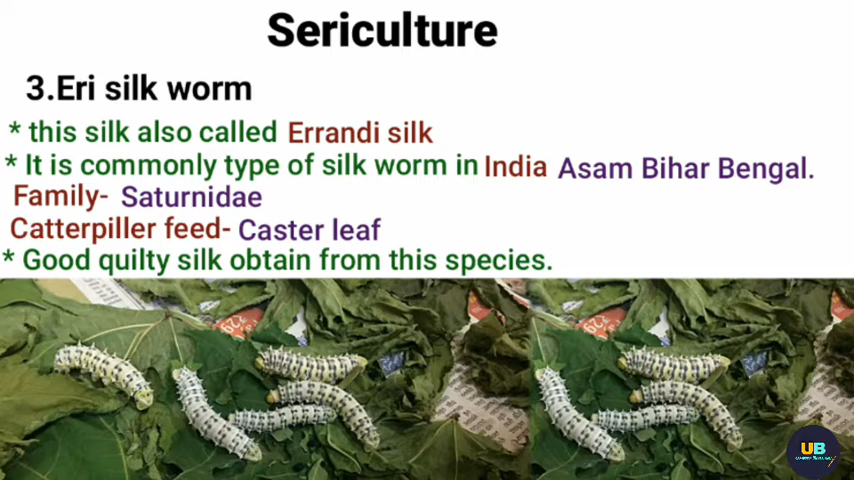 Sericulture
3.Eri silk worm
* this silk also called Errandi silk
* It is commonly type of silk worm in India Asam Bihar Bengal.
Family- Saturnidae
Catterpiller feed- Caster leaf
* Good quilty silk obtain from this species.
UB